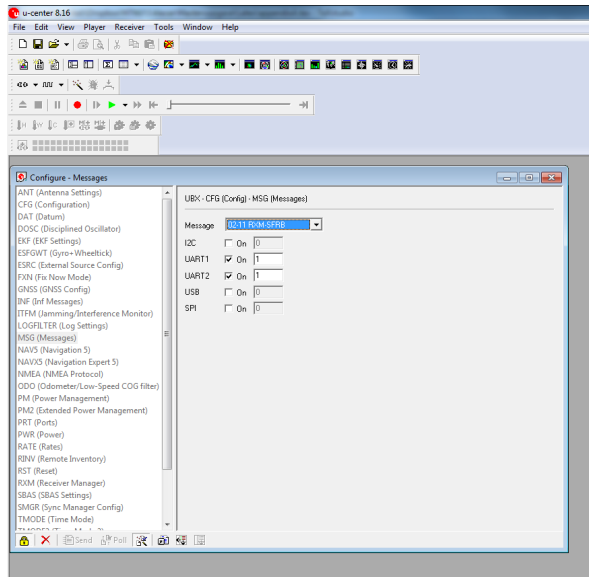 u-center 8.16
File Edit View Player Receiver Tools Window Help
Configure - Messages
ANT (Antenna Settings)
CFG (Configuration)
DAT (Datum)
DOSC (Disciplined Oscillator)
EKF (EKF Settings)
ESFGWT (Gyro+Wheeltick)
ESRC (External Source Config)
FXN (Fix Now Mode)
GNSS (GNSS Config)
INF (Inf Messages)
ITFM (Jamming/Interference Monitor)
LOGFILTER (Log Settings)
MSG (Messages)
NAV5 (Navigation 5)
NAVX5 (Navigation Expert 5)
NMEA (NMEA Protocol)
ODO (Odometer/Low-Speed COG filter)
PM (Power Management)
PM2 (Extended Power Management)
PRT (Ports)
PWR (Power)
RATE (Rates)
RINV (Remote Inventory)
RST (Reset)
RXM (Receiver Manager)
SBAS (SBAS Settings)
SMGR (Sync Manager Config)
TMODE (Time Mode)
UBX - CFG (Config) - MSG (Messages)
Message 02-11 RXM-SFRB
I2C On 0
UART1 On 1
UART2 On 1
USB On 0
SPI On 0
Send Poll